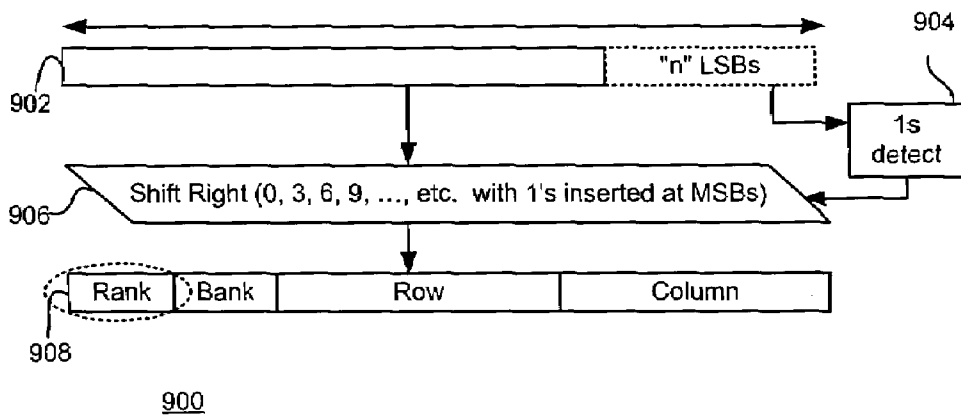 904
"n" LSBs
902
1s
detect
Shift Right (0, 3, 6, 9, ..., etc. with 1's inserted at MSBs)
906
Rank Bank Row Column
908
900